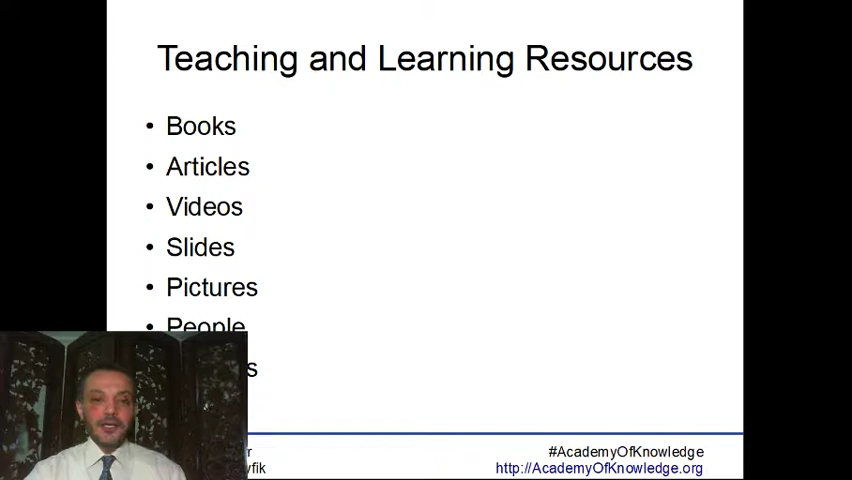 Teaching and Learning Resources
• Books
• Articles
• Videos
• Slides
• Pictures
• People
#AcademyOfKnowledge
http://AcademyOfKnowledge.org